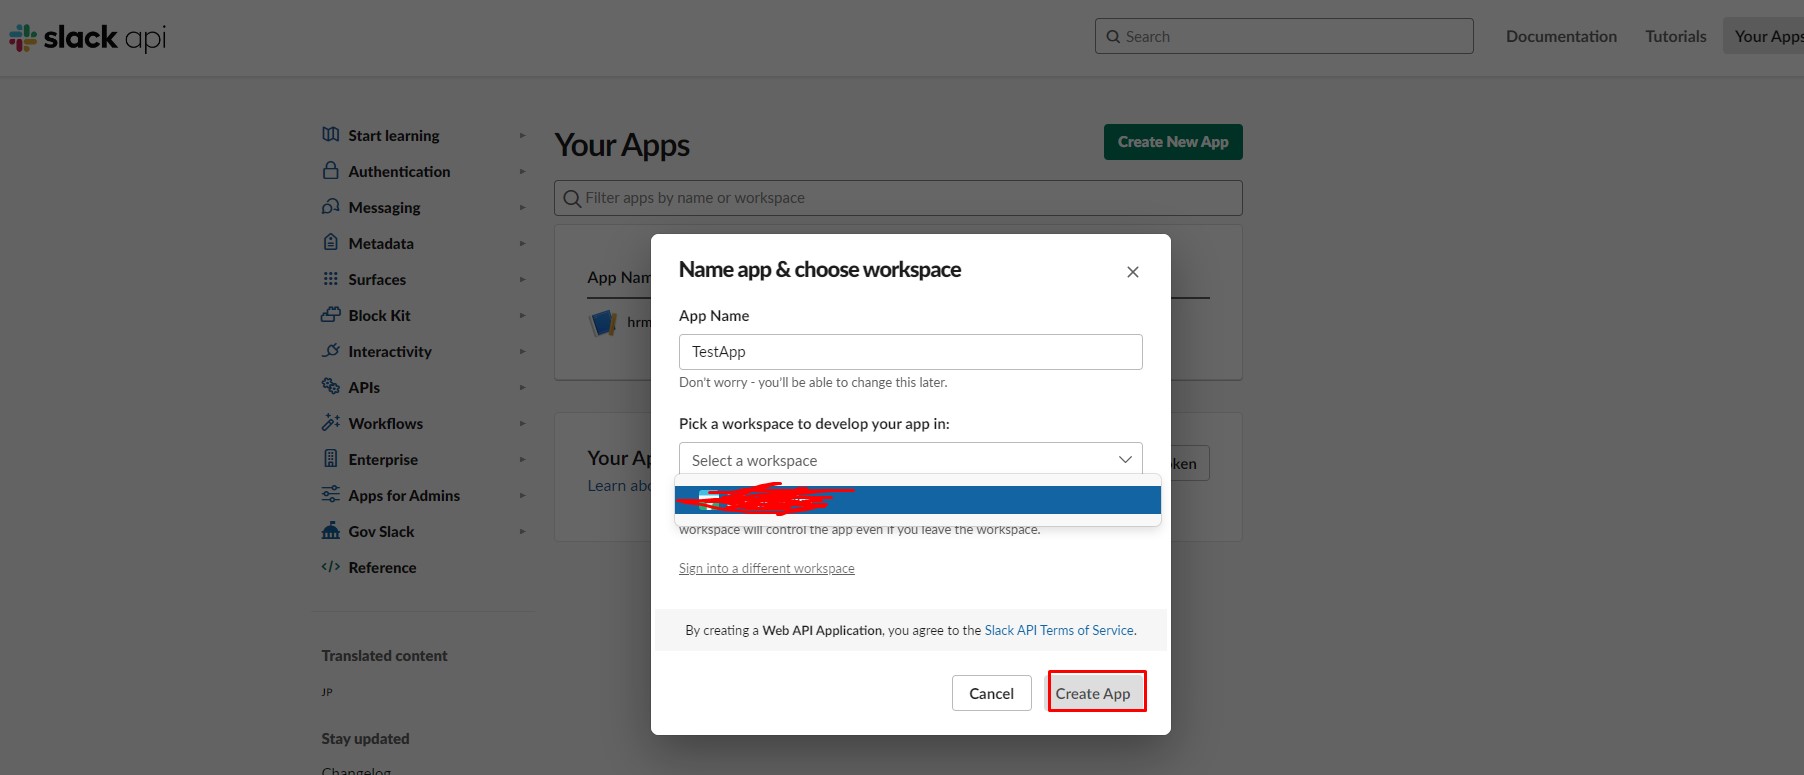 slack api
Search
Documentation
Tutorials
Your Apps
Start learning
Authentication
Messaging
Metadata
Surfaces
Block Kit
Interactivity
APIs
Workflows
Enterprise
Apps for Admins
Gov Slack
Reference
Translated content
JP
Stay updated
Changelog
Your Apps
Create New App
Filter apps by name or workspace
App Nam
hrm
Your Ap
Learn abo
ken
Name app & choose workspace
App Name
TestApp
Don't worry - you'll be able to change this later.
Pick a workspace to develop your app in:
Select a workspace
workspace will control the app even if you leave the workspace.
Sign into a different workspace
By creating a Web API Application, you agree to the Slack API Terms of Service.
Cancel
Create App